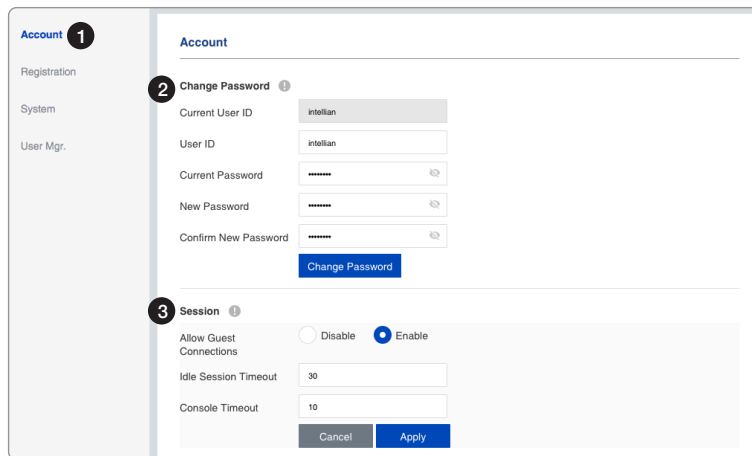 Account 1
Registration
System
User Mgr.
Account
2 Change Password !
Current User ID intellian
User ID intellian
Current Password ••••••••
New Password ••••••••
Confirm New Password ••••••••
Change Password
3 Session !
Allow Guest
Connections
Disable Enable
Idle Session Timeout 30
Console Timeout 10
Cancel Apply